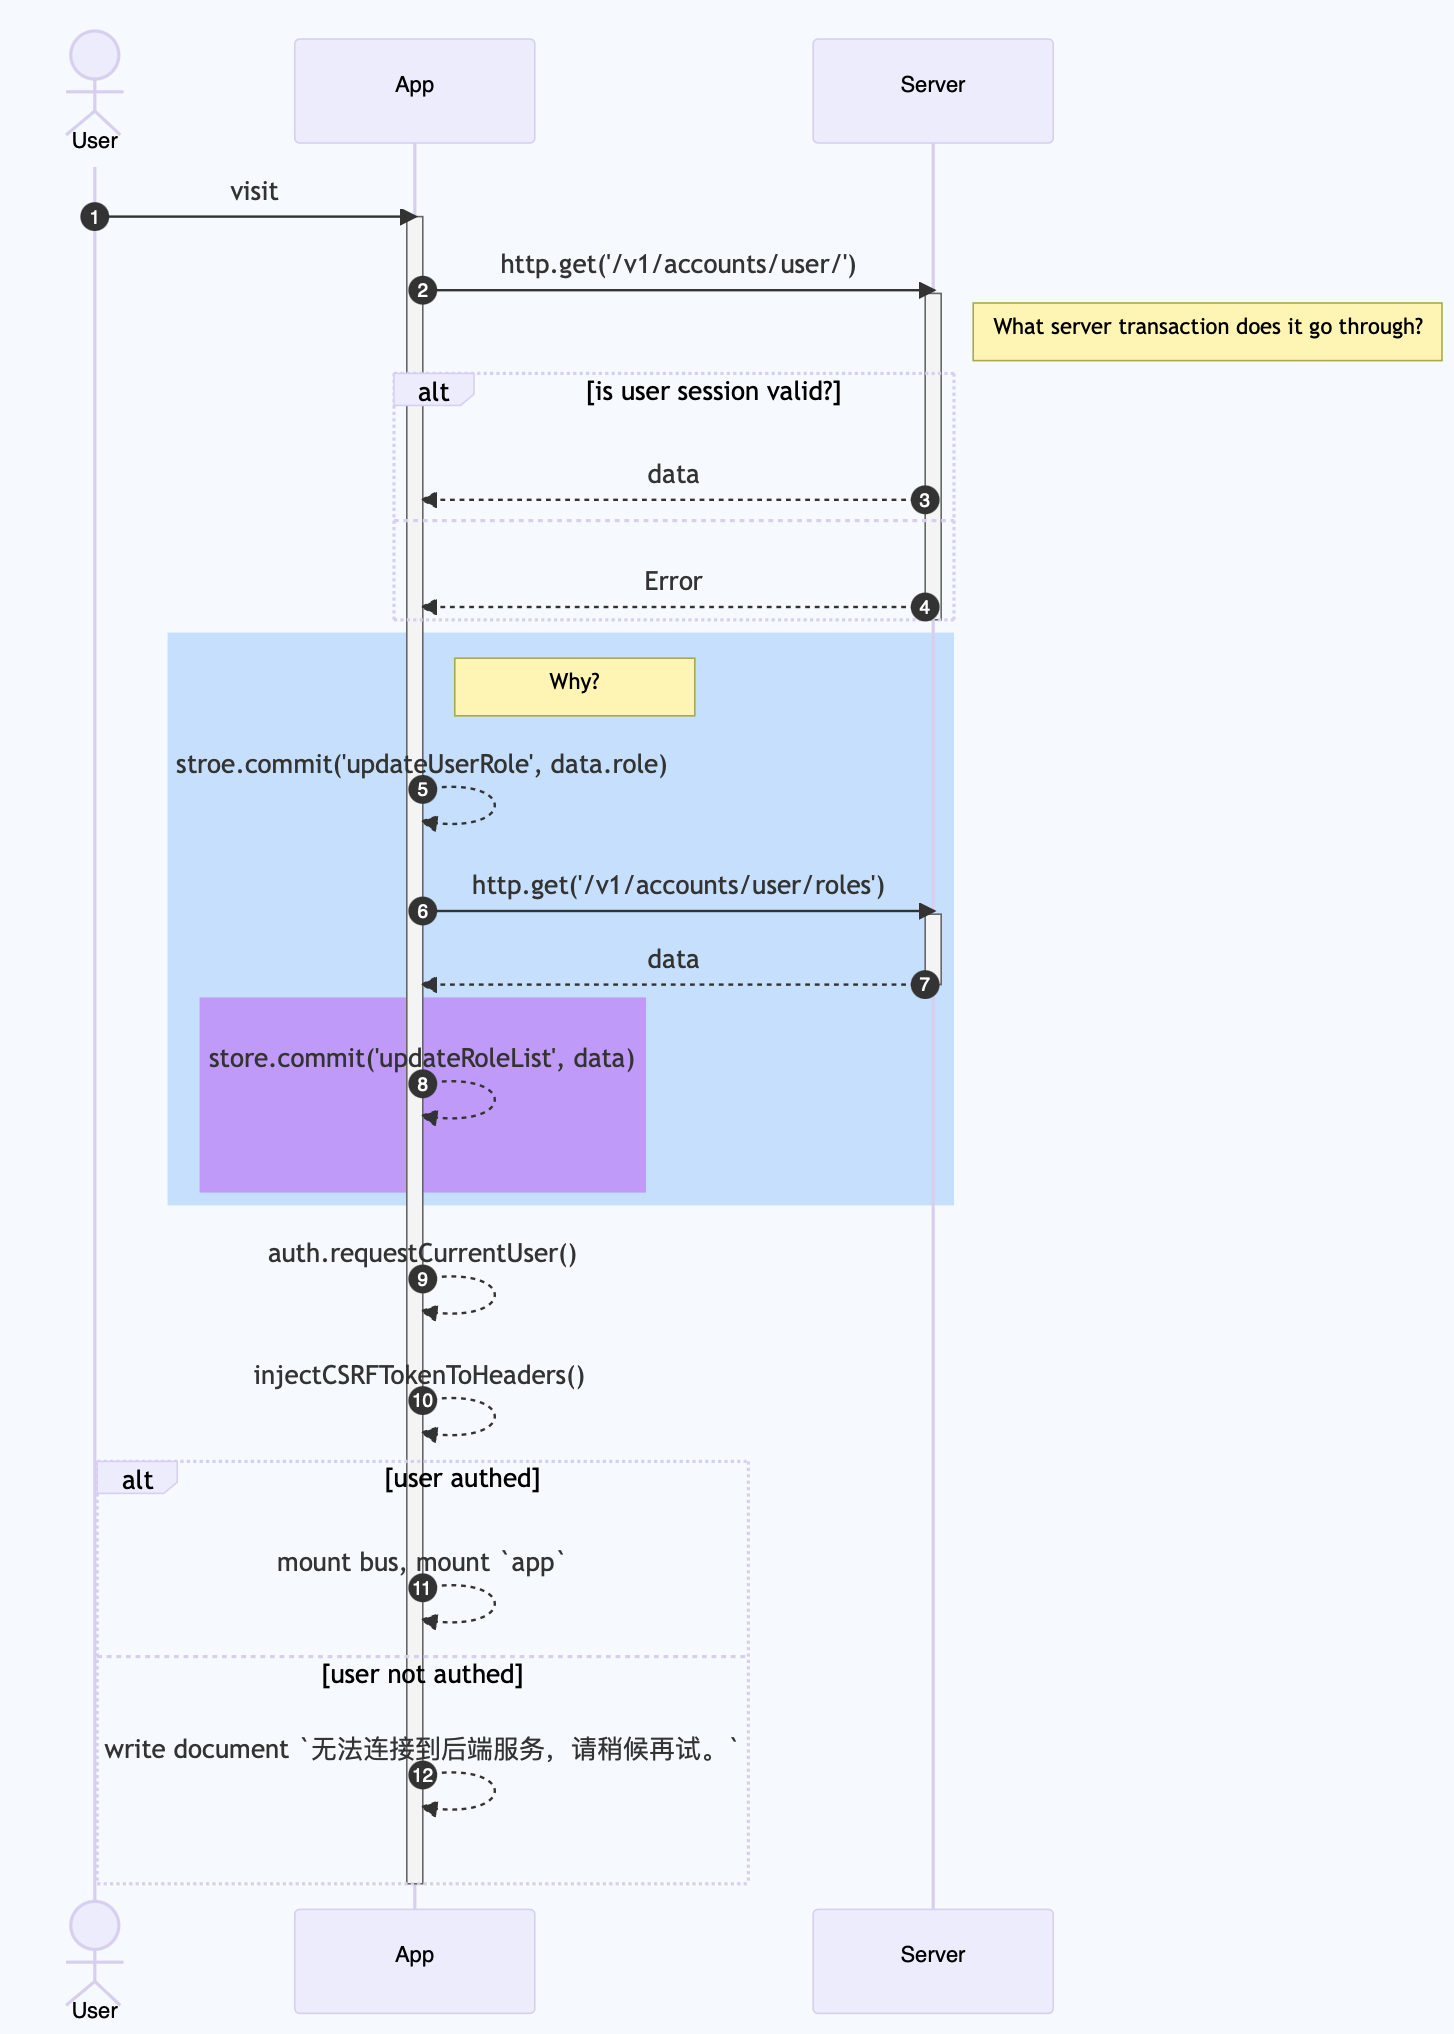 User
App
Server
visit
1
http.get('/v1/accounts/user/')
2
What server transaction does it go through?
alt
[is user session valid?]
data
3
Error
4
Why?
stroe.commit('updateUserRole', data.role)
5
http.get('/v1/accounts/user/roles')
6
data
7
store.commit('updateRoleList', data)
8
auth.requestCurrentUser()
9
injectCSRFTokenToHeaders()
10
alt
[user authed]
mount bus, mount `app`
11
[user not authed]
write document `无法连接到后端服务，请稍候再试。`
12
User
App
Server